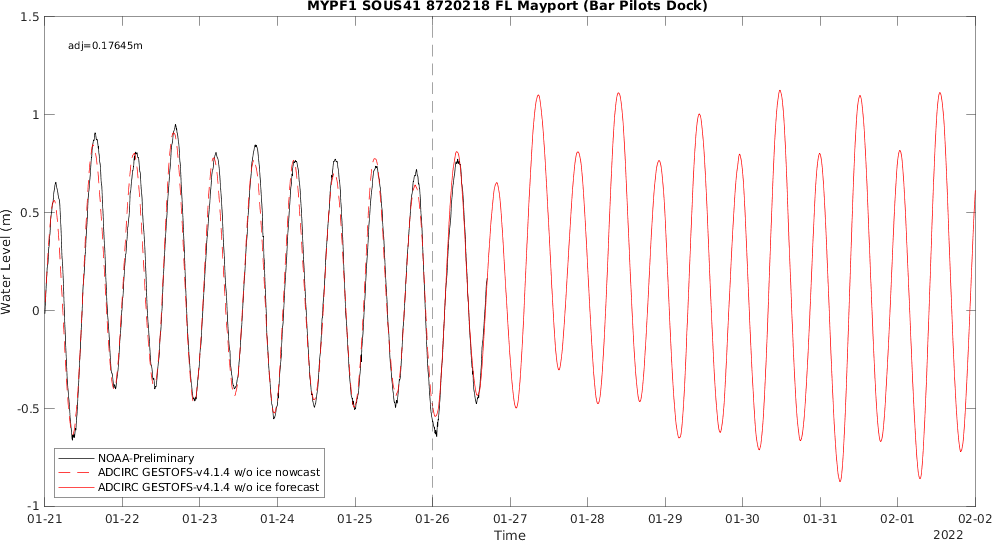 MYPF1 SOUS41 8720218 FL Mayport (Bar Pilots Dock)
adj=0.17645m
1.5
1
0.5
0
-0.5
-1
Water Level (m)
NOAA-Preliminary
ADCIRC GESTOFS-v4.1.4 w/o ice nowcast
ADCIRC GESTOFS-v4.1.4 w/o ice forecast
01-21 01-22 01-23 01-24 01-25 01-26 01-27 01-28 01-29 01-30 01-31 02-01 02-02
Time
2022